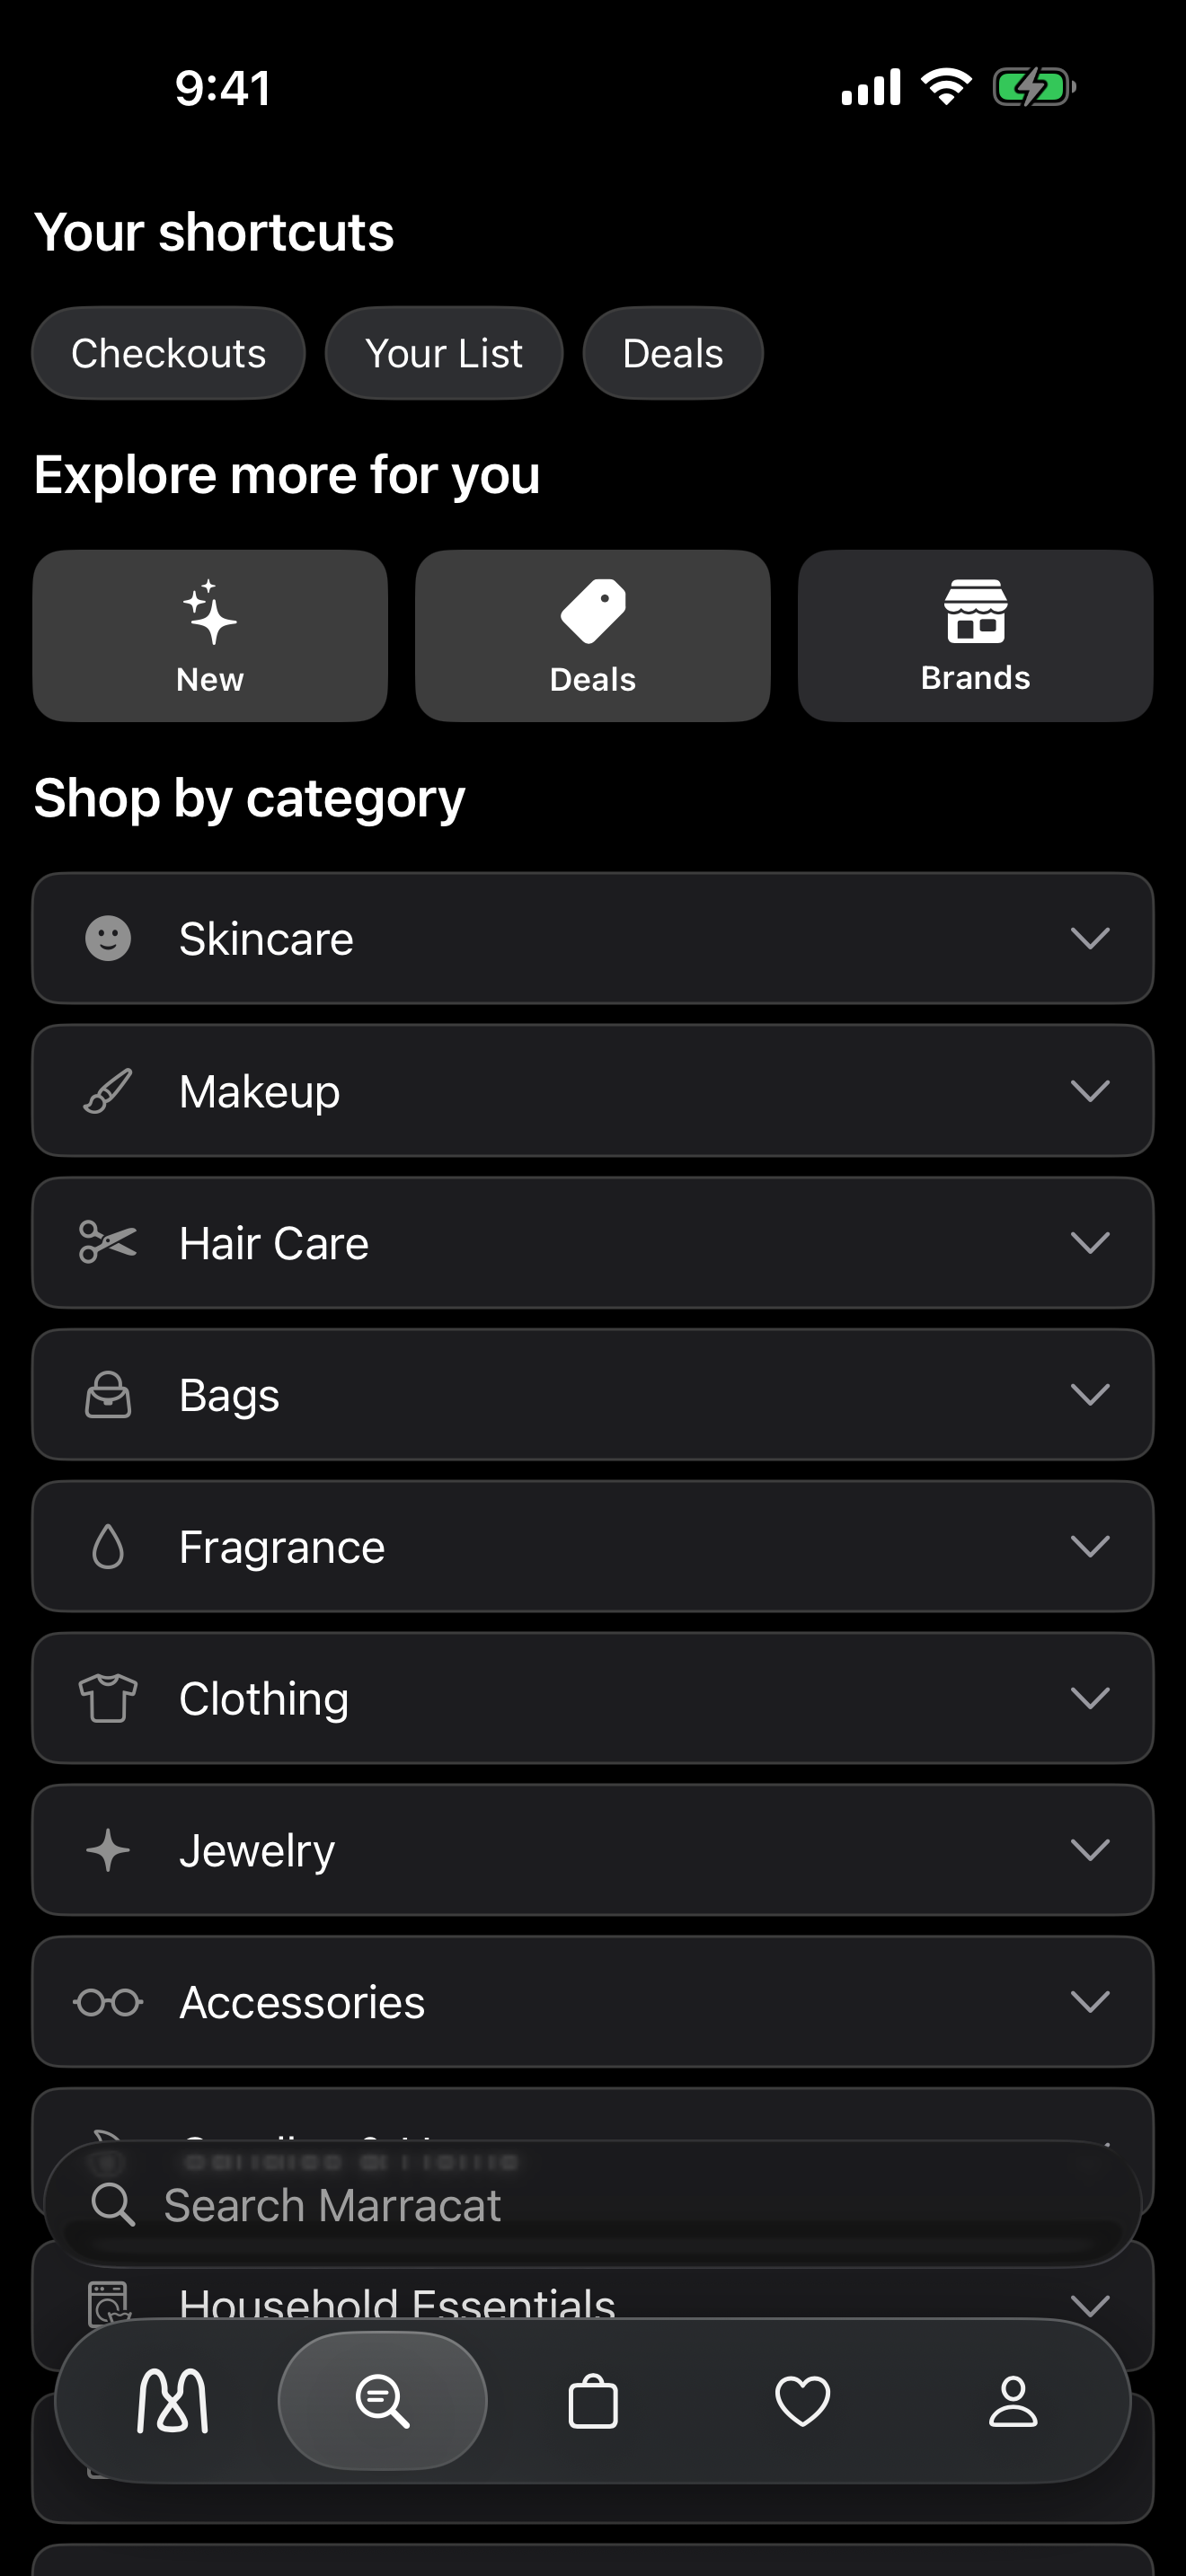 9:41
Your shortcuts
Checkouts Your List Deals
Explore more for you
New Deals Brands
Shop by category
Skincare
Makeup
Hair Care
Bags
Fragrance
Clothing
Jewelry
Accessories
Search Marracat
Household Essentials